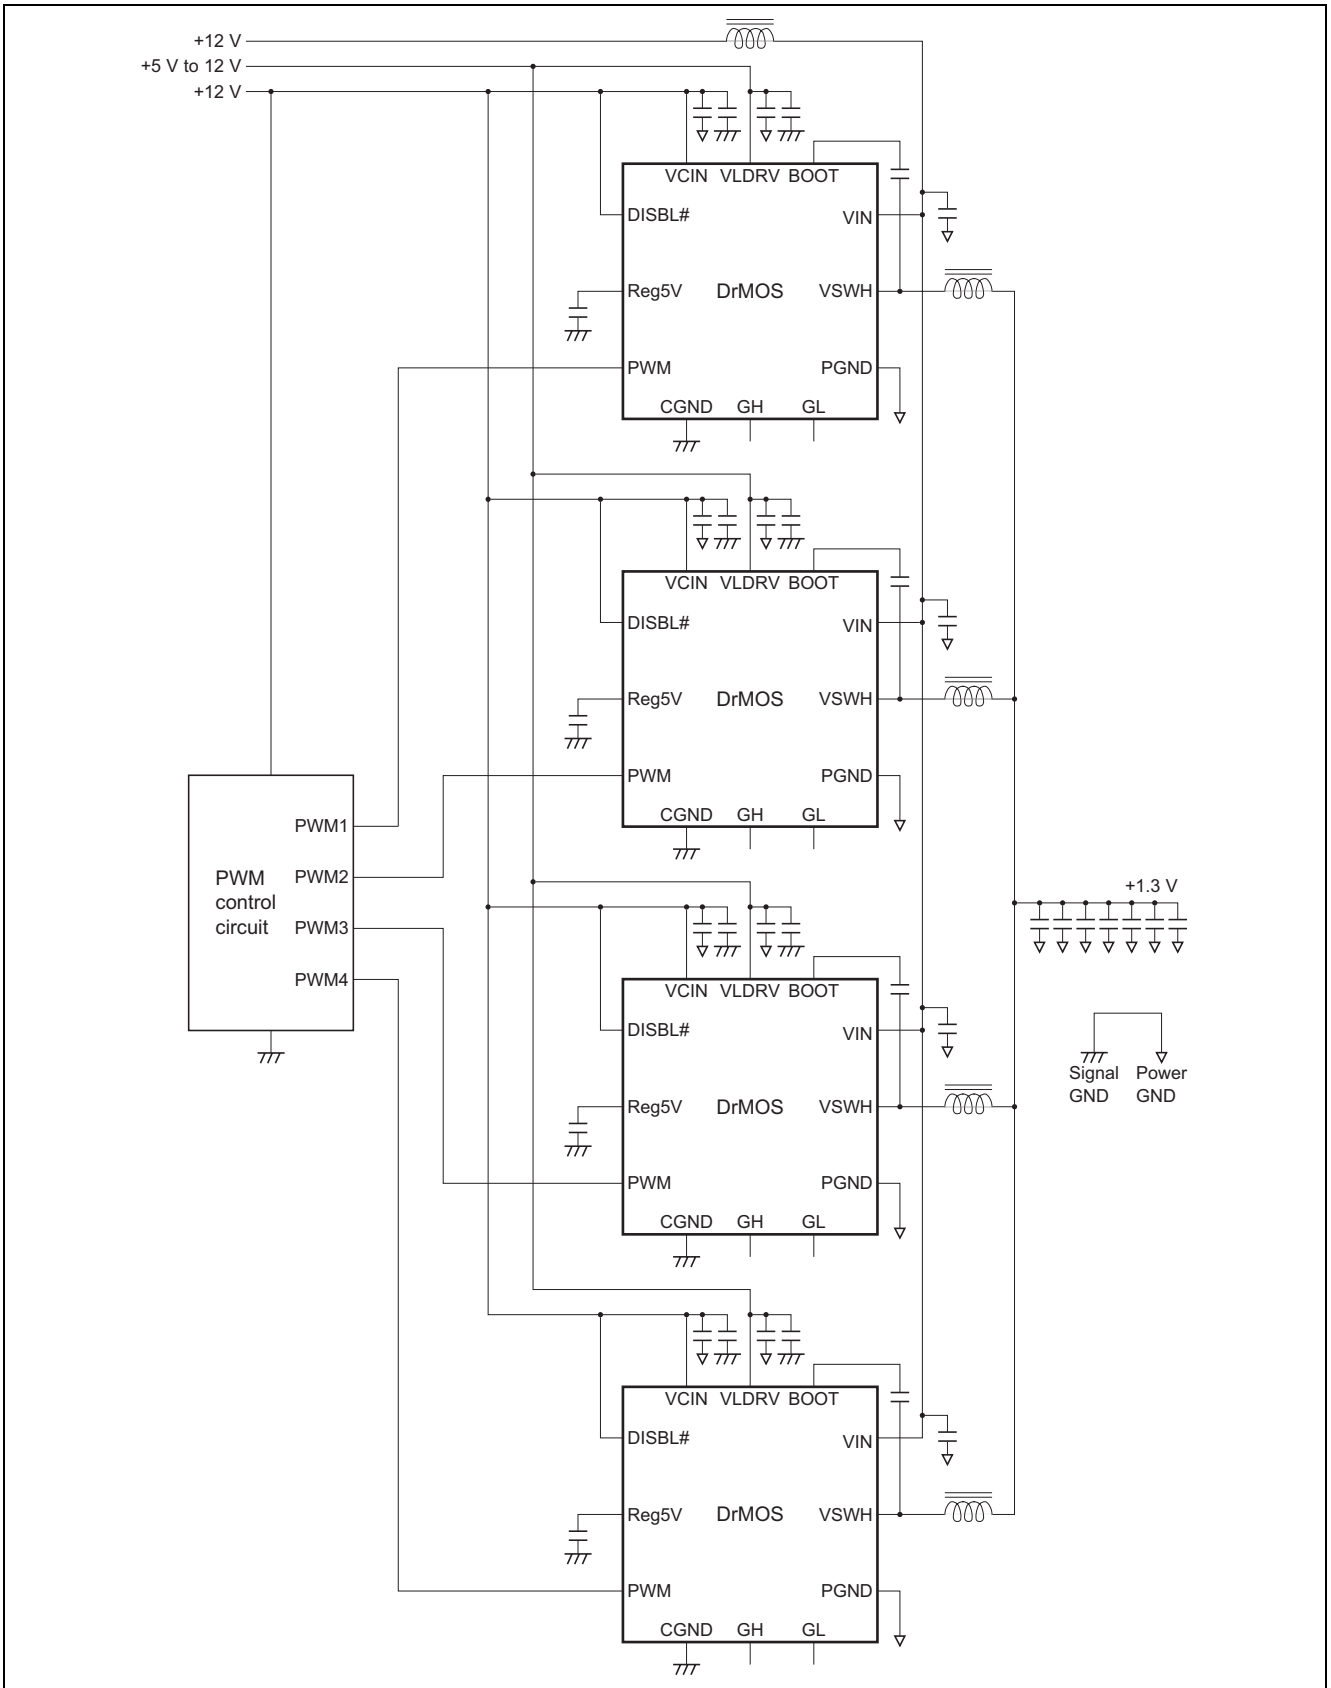 +12 V
+5 V to 12 V
+12 V
VCIN VLDRV BOOT
DISBL# VIN
Reg5V DrMOS VSWH
PWM PGND
CGND GH GL
VCIN VLDRV BOOT
DISBL# VIN
Reg5V DrMOS VSWH
PWM PGND
CGND GH GL
PWM control circuit
PWM1
PWM2
PWM3
PWM4
+1.3 V
VCIN VLDRV BOOT
DISBL# VIN
Reg5V DrMOS VSWH
PWM PGND
CGND GH GL
Signal GND
Power GND
VCIN VLDRV BOOT
DISBL# VIN
Reg5V DrMOS VSWH
PWM PGND
CGND GH GL